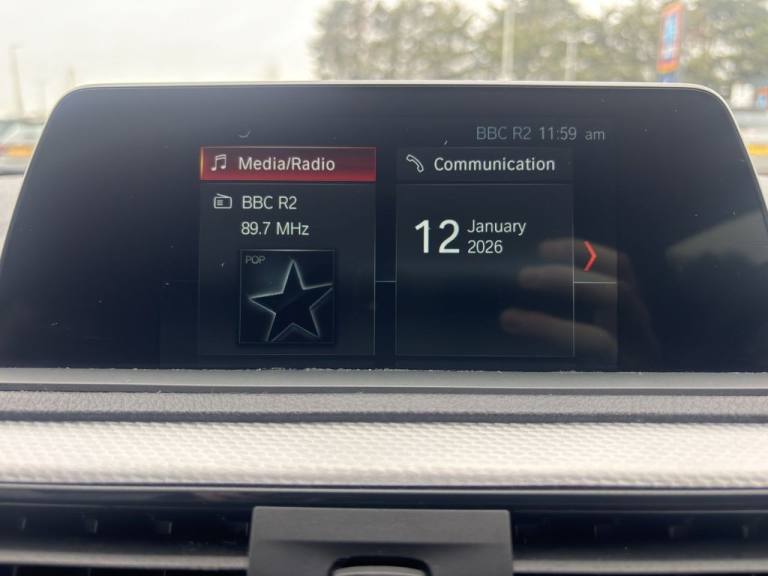 BBC R2 11:59 am
Media/Radio
Communication
BBC R2
89.7 MHz
POP
12 January
2026